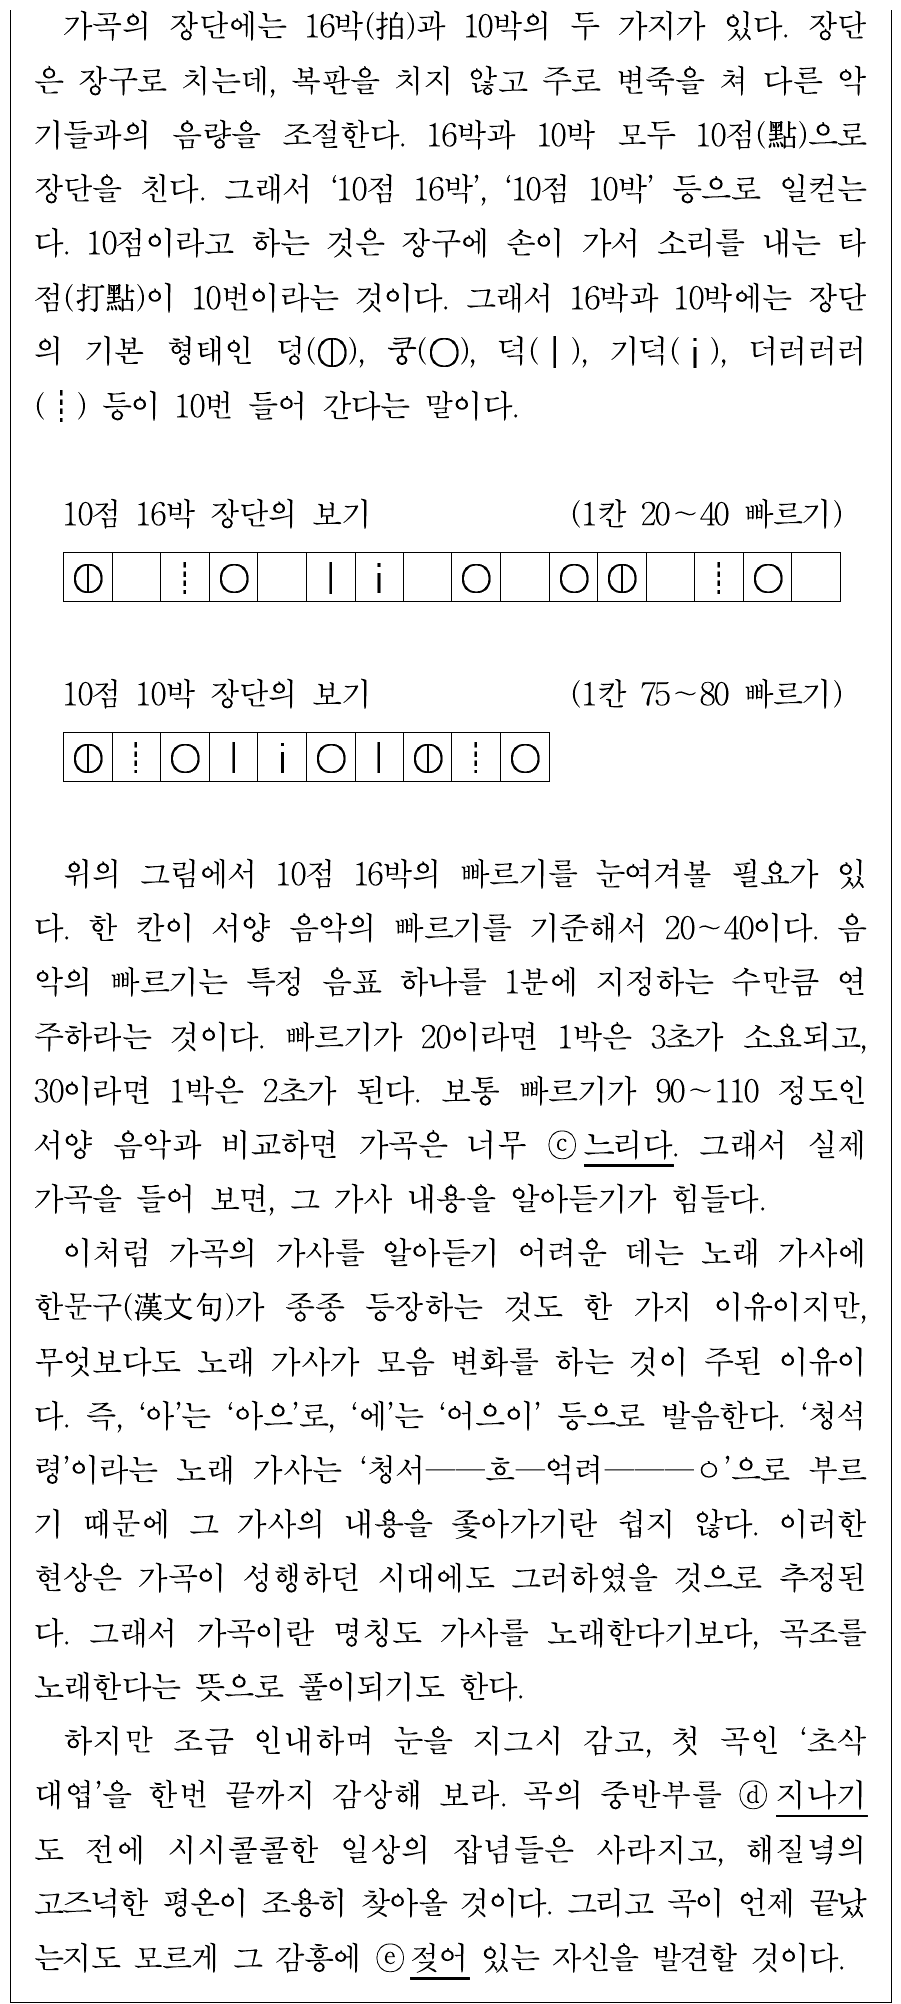 가곡의 장단에는 16박(拍)과 10박의 두 가지가 있다. 장단
은 장구로 치는데, 복판을 치지 않고 주로 변죽을 쳐 다른 악
기들과의 음량을 조절한다. 16박과 10박 모두 10점(點)으로
장단을 친다. 그래서 ‘10점 16박’, ‘10점 10박’ 등으로 일컫는
다. 10점이라고 하는 것은 장구에 손이 가서 소리를 내는 타
점(打點)이 10번이라는 것이다. 그래서 16박과 10박에는 장단
의 기본 형태인 덩(⦶), 쿵(○), 덕(|), 기덕(i), 더러러러
(┊) 등이 10번 들어 간다는 말이다.
10점 16박 장단의 보기 (1칸 20～40 빠르기)
⦶ ┊ ○ | i ○ ○ ⦶ ┊ ○
10점 10박 장단의 보기 (1칸 75～80 빠르기)
⦶ ┊ ○ | i ○ | ⦶ ┊ ○
위의 그림에서 10점 16박의 빠르기를 눈여겨볼 필요가 있
다. 한 칸이 서양 음악의 빠르기를 기준해서 20～40이다. 음
악의 빠르기는 특정 음표 하나를 1분에 지정하는 수만큼 연
주하라는 것이다. 빠르기가 20이라면 1박은 3초가 소요되고,
30이라면 1박은 2초가 된다. 보통 빠르기가 90～110 정도인
서양 음악과 비교하면 가곡은 너무 ⓒ느리다. 그래서 실제
가곡을 들어 보면, 그 가사 내용을 알아듣기가 힘들다.
이처럼 가곡의 가사를 알아듣기 어려운 데는 노래 가사에
한문구(漢文句)가 종종 등장하는 것도 한 가지 이유이지만,
무엇보다도 노래 가사가 모음 변화를 하는 것이 주된 이유이
다. 즉, ‘아’는 ‘아으’로, ‘에’는 ‘어으이’ 등으로 발음한다. ‘청석
령’이라는 노래 가사는 ‘청서――흐―억려―――ㅇ’으로 부르
기 때문에 그 가사의 내용을 좇아가기란 쉽지 않다. 이러한
현상은 가곡이 성행하던 시대에도 그러하였을 것으로 추정된
다. 그래서 가곡이란 명칭도 가사를 노래한다기보다, 곡조를
노래한다는 뜻으로 풀이되기도 한다.
하지만 조금 인내하며 눈을 지그시 감고, 첫 곡인 ‘초삭
대엽’을 한번 끝까지 감상해 보라. 곡의 중반부를 ⓓ지나기
도 전에 시시콜콜한 일상의 잡념들은 사라지고, 해질녘의
고즈넉한 평온이 조용히 찾아올 것이다. 그리고 곡이 언제 끝났
는지도 모르게 그 감흥에 ⓔ젖어 있는 자신을 발견할 것이다.